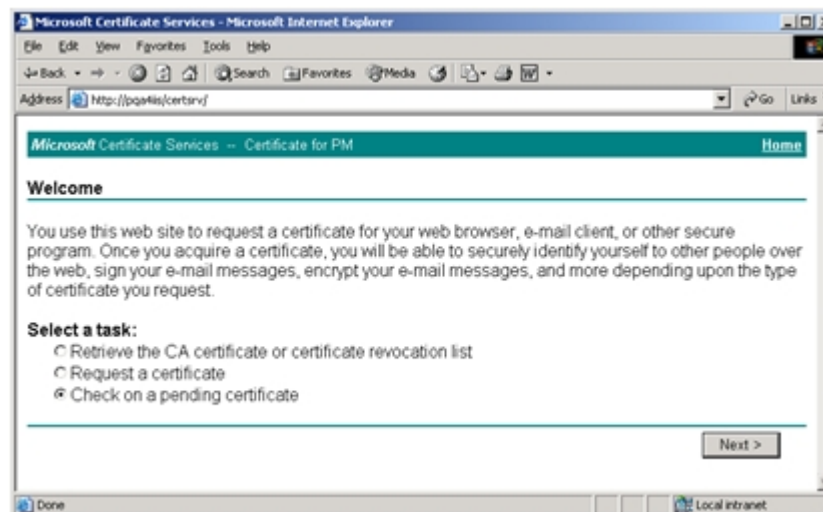 Microsoft Certificate Services - Microsoft Internet Explorer
File Edit View Favorites Tools Help
Back Search Favorites Media
Address http://pqa4iis/certsrv/ Go Links
Microsoft Certificate Services -- Certificate for PM Home
Welcome
You use this web site to request a certificate for your web browser, e-mail client, or other secure
program. Once you acquire a certificate, you will be able to securely identify yourself to other people over
the web, sign your e-mail messages, encrypt your e-mail messages, and more depending upon the type
of certificate you request.
Select a task:
Retrieve the CA certificate or certificate revocation list
Request a certificate
Check on a pending certificate
Next >
Done Local intranet